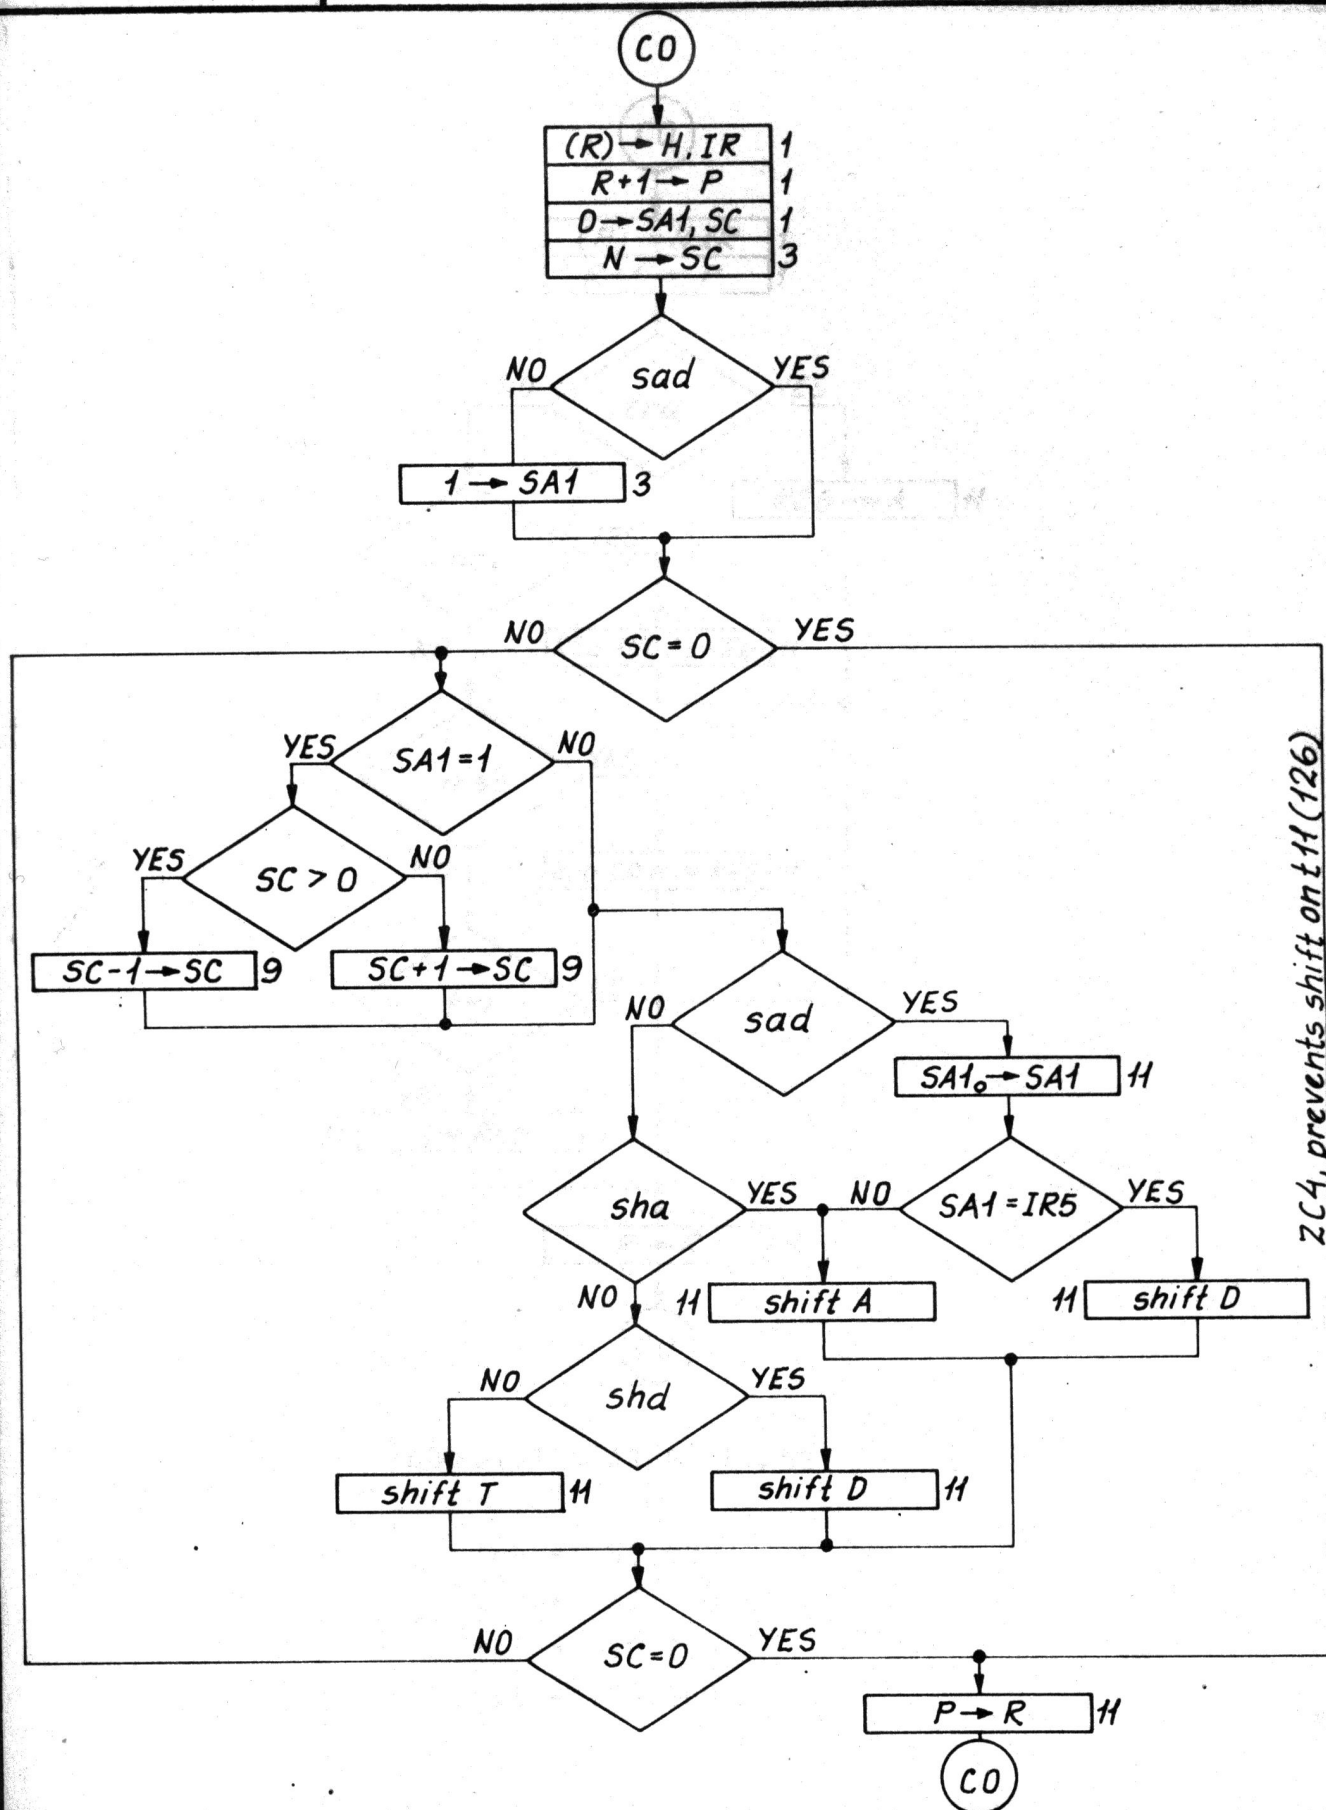 CO
(R)→H, IR 1
R+1→P 1
0→SA1, SC 1
N→SC 3
NO sad YES
1→SA1 3
NO SC=0 YES
YES SA1=1 NO
YES SC>0 NO
SC-1→SC 9
SC+1→SC 9
NO sad YES
SA1₀→SA1 11
sha YES
NO SA1=IR5 YES
NO
11 shift A
11 shift D
NO shd YES
shift T 11
shift D 11
NO SC=0 YES
P→R 11
CO
ZC4, prevents shift on t11 (126)